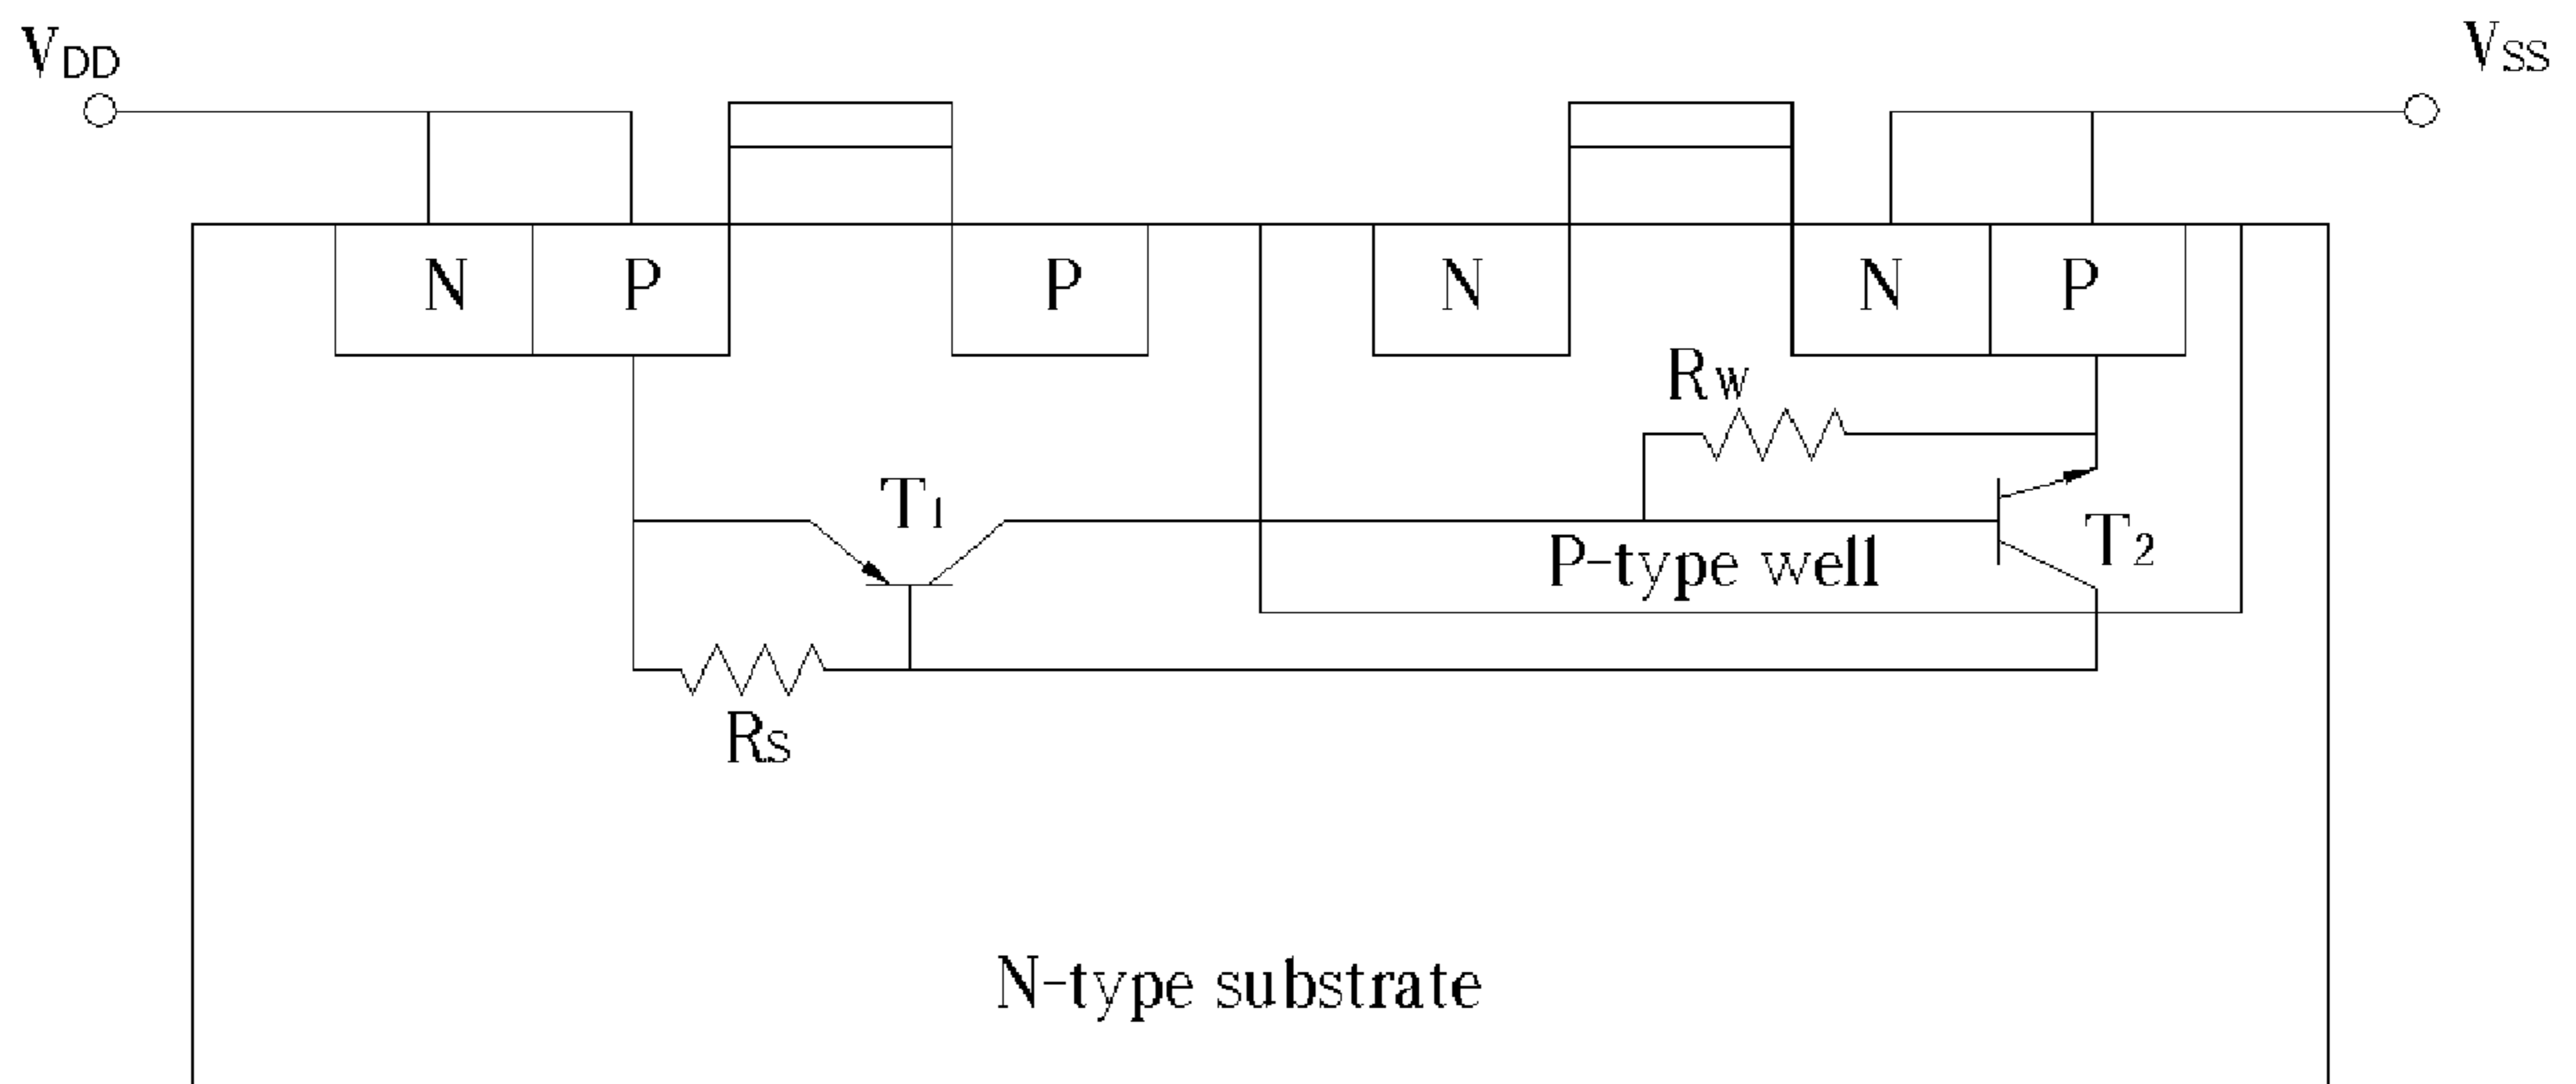 VDD
VSS
N
P
P
N
N
P
RW
T1
T2
P-type well
RS
N-type substrate